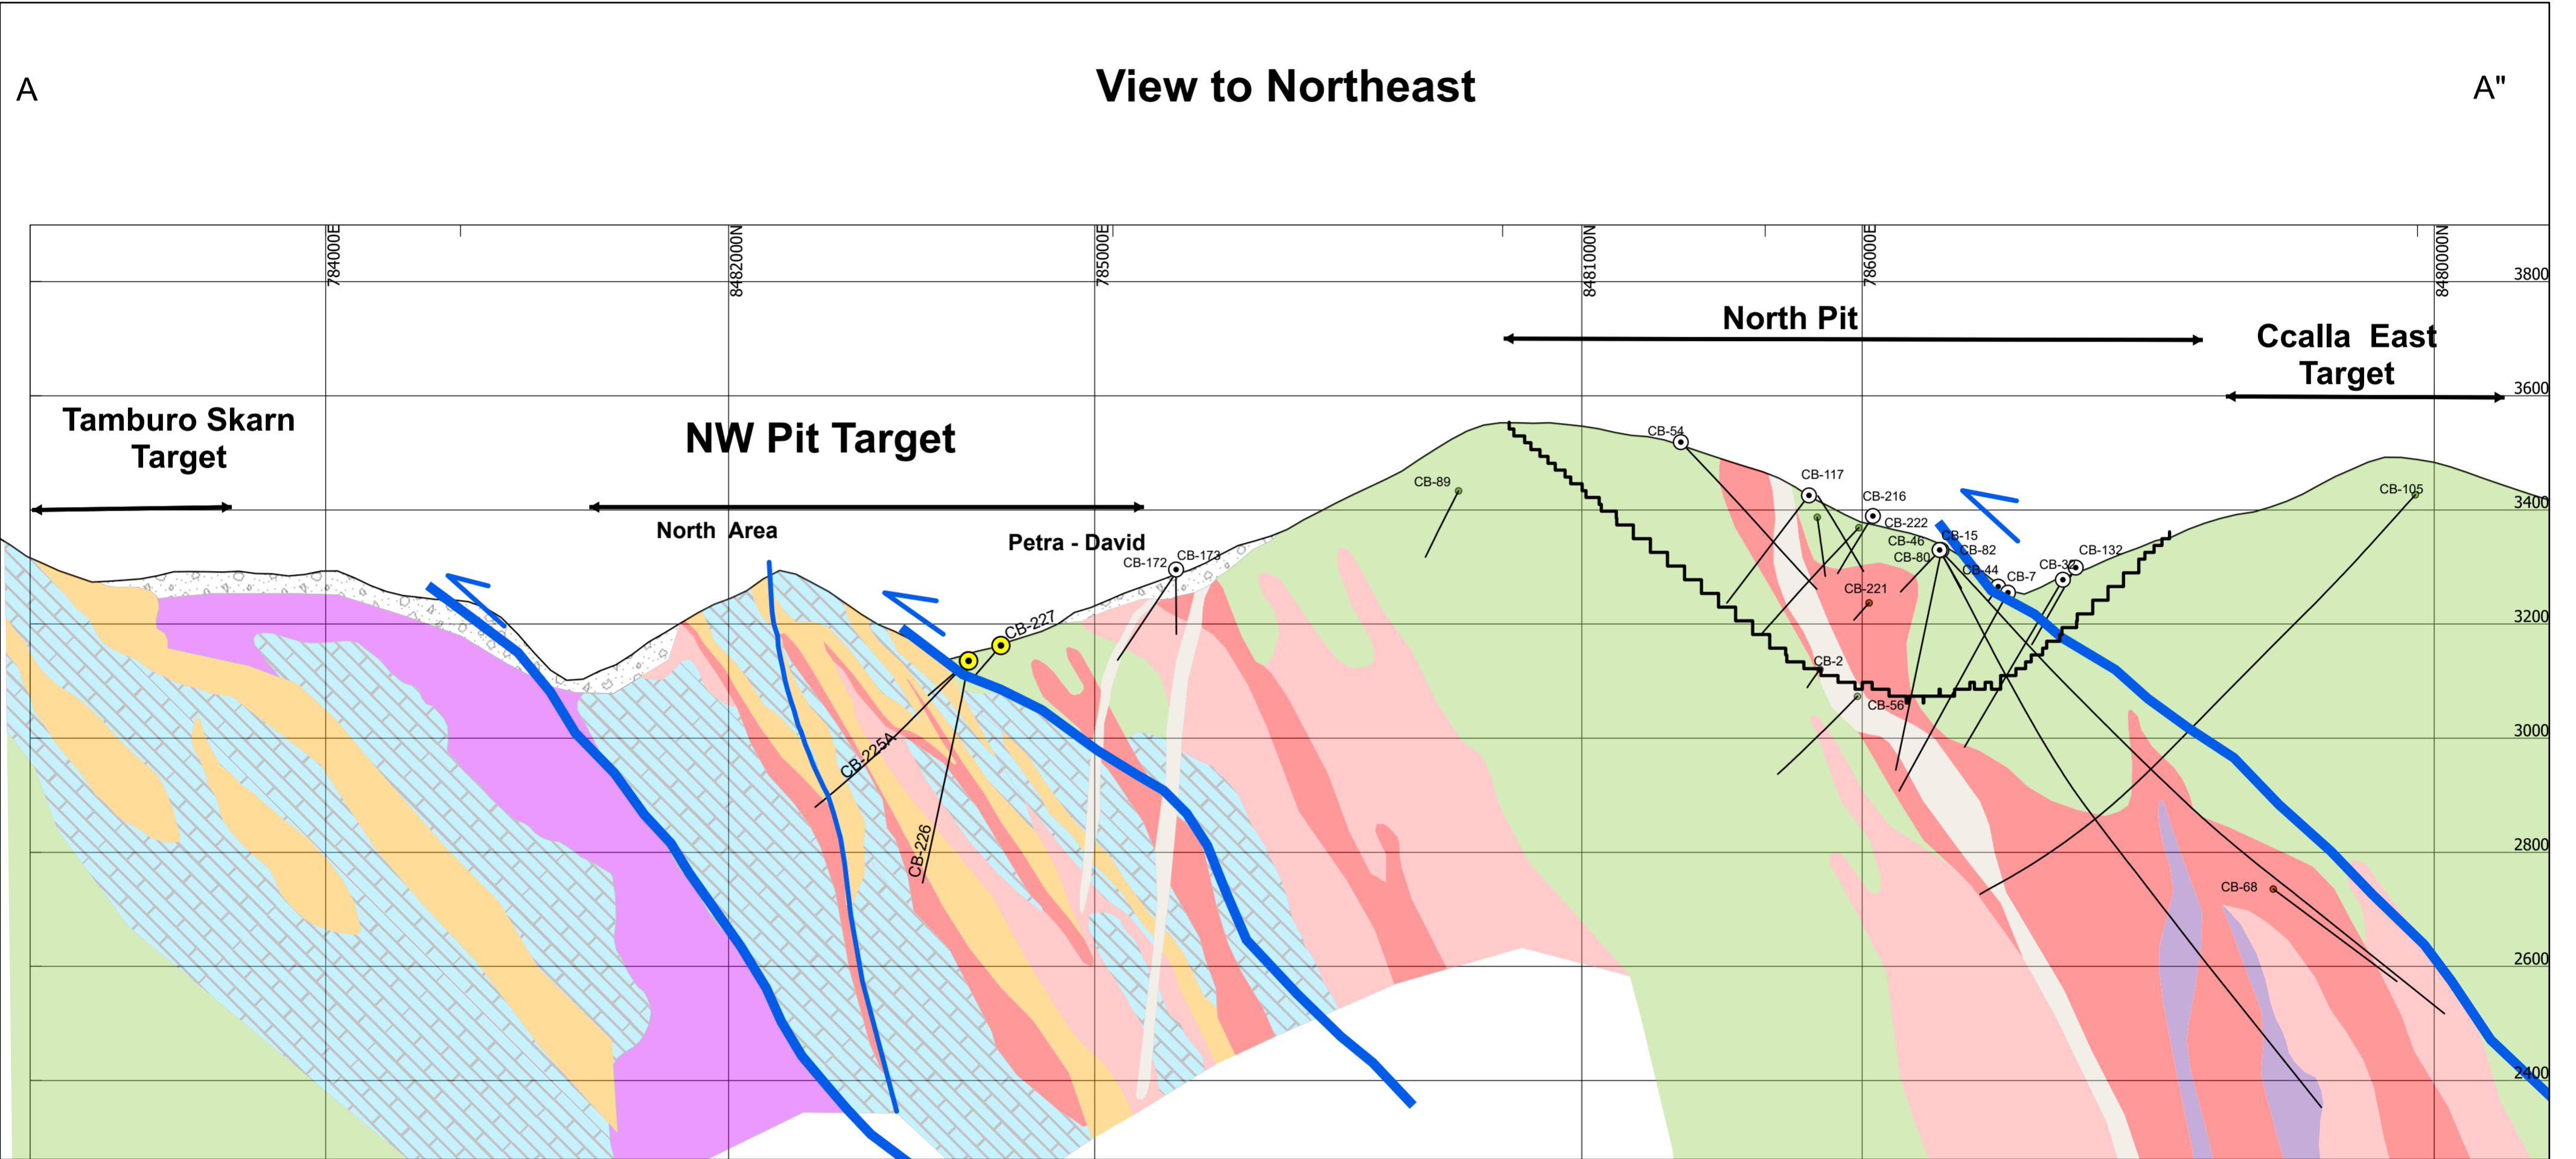 View to Northeast
A
A"
784000E
8482000N
785000E
8481000N
786000E
8480000N
3800
North Pit
Ccalla East
Target
3600
Tamburo Skarn
Target
NW Pit Target
North Area
Petra - David
CB-54
CB-117
CB-89
CB-105
CB-216
3400
CB-222
CB-15
CB-46
CB-82
CB-80
CB-132
CB-172
CB-173
CB-44
CB-7
CB-221
3200
CB-227
CB-2
CB-56
3000
CB-225A
CB-226
2800
CB-68
2600
2400